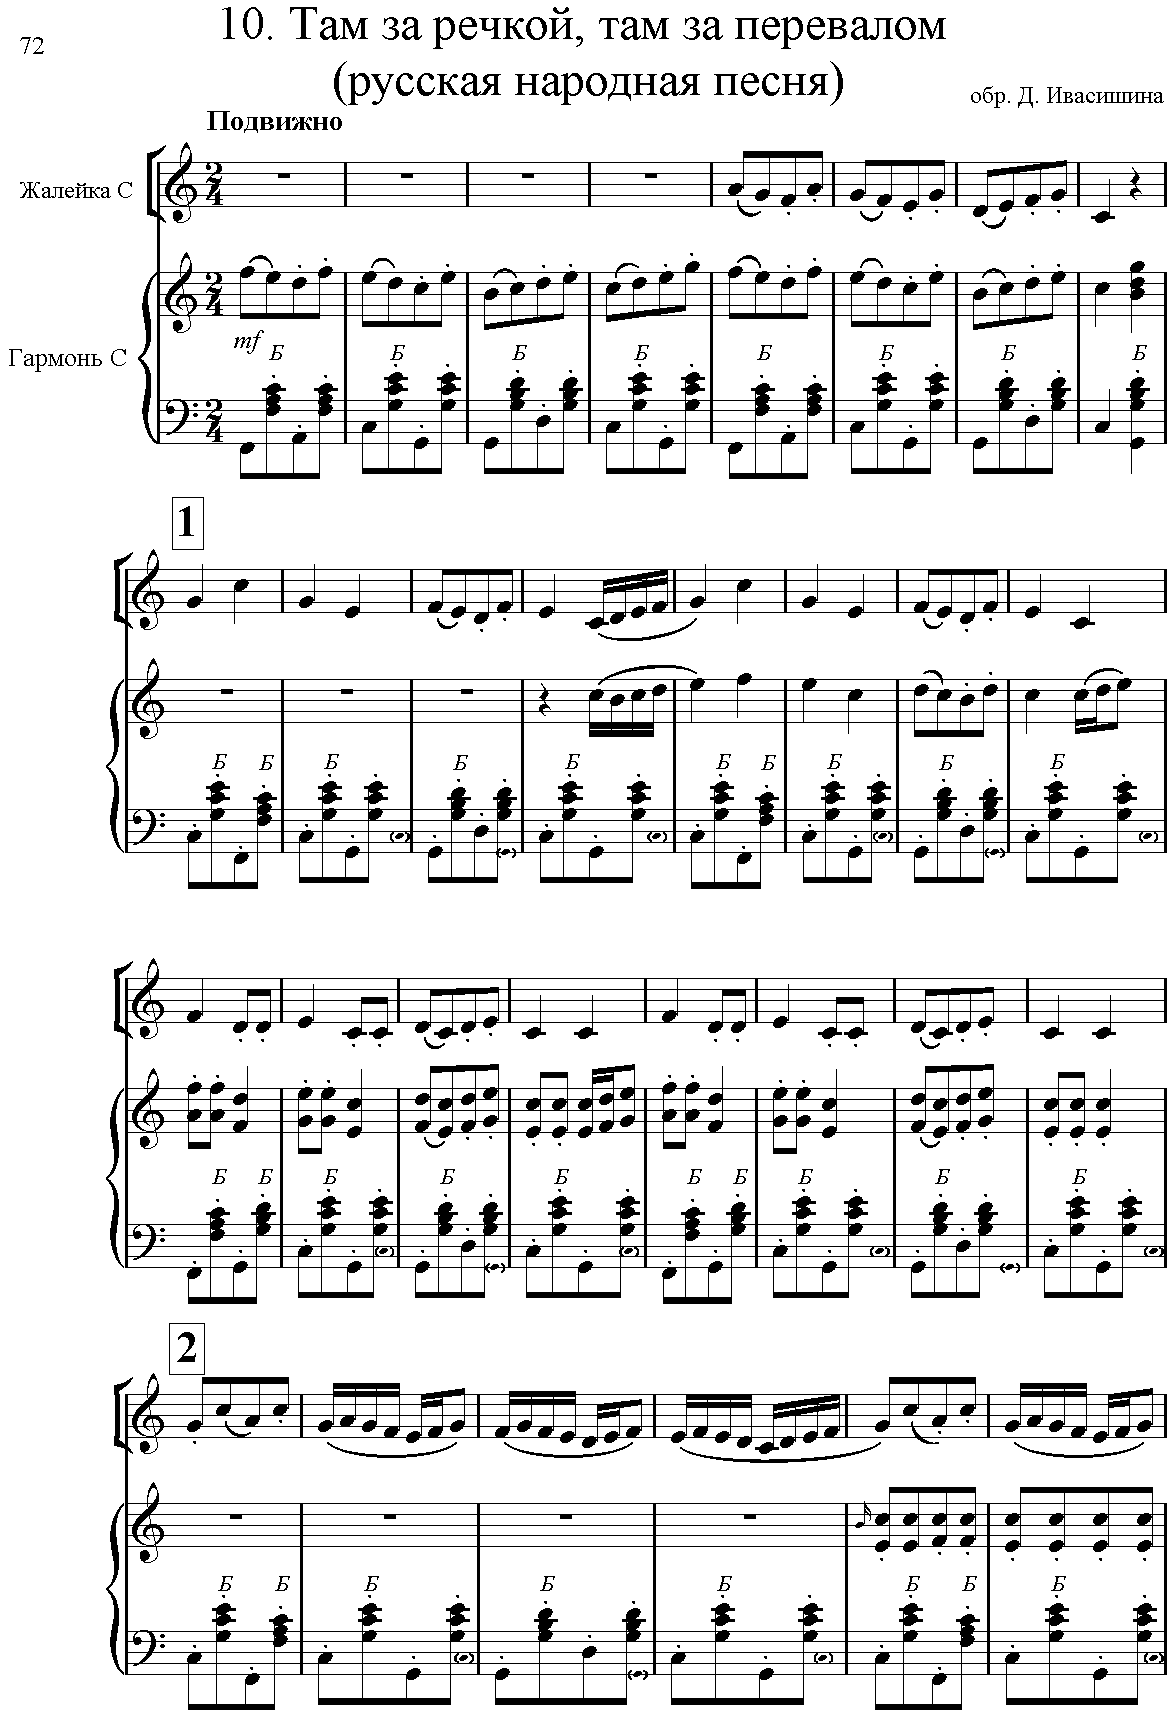 72
10. Там за речкой, там за перевалом
(русская народная песня)
обр. Д. Ивасишина
Подвижно
Жалейка С
Гармонь С
mf
Б Б Б Б Б Б Б Б
1
Б Б Б Б Б Б Б Б Б Б
Б Б Б Б Б Б Б Б Б Б
2
Б Б Б Б Б Б Б Б